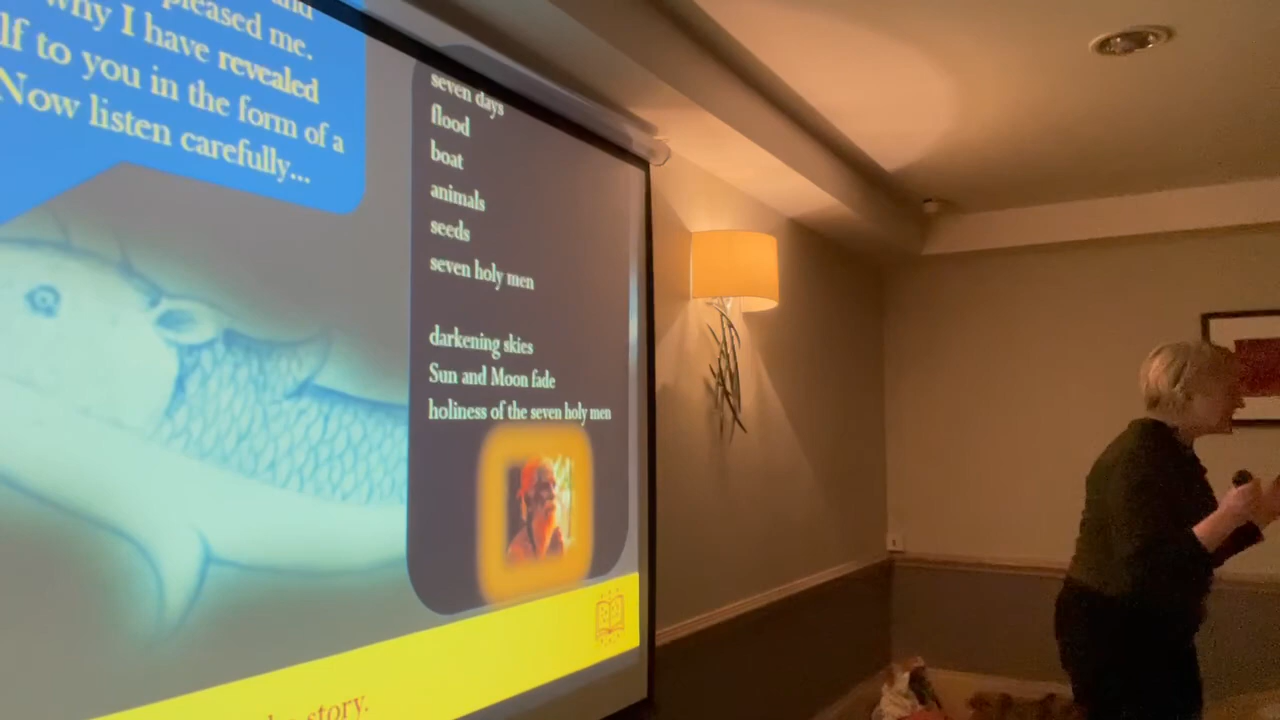 and
pleased me.
why I have revealed
lf to you in the form of a
Now listen carefully...
seven days
flood
boat
animals
seeds
seven holy men
darkening skies
Sun and Moon fade
holiness of the seven holy men
story.